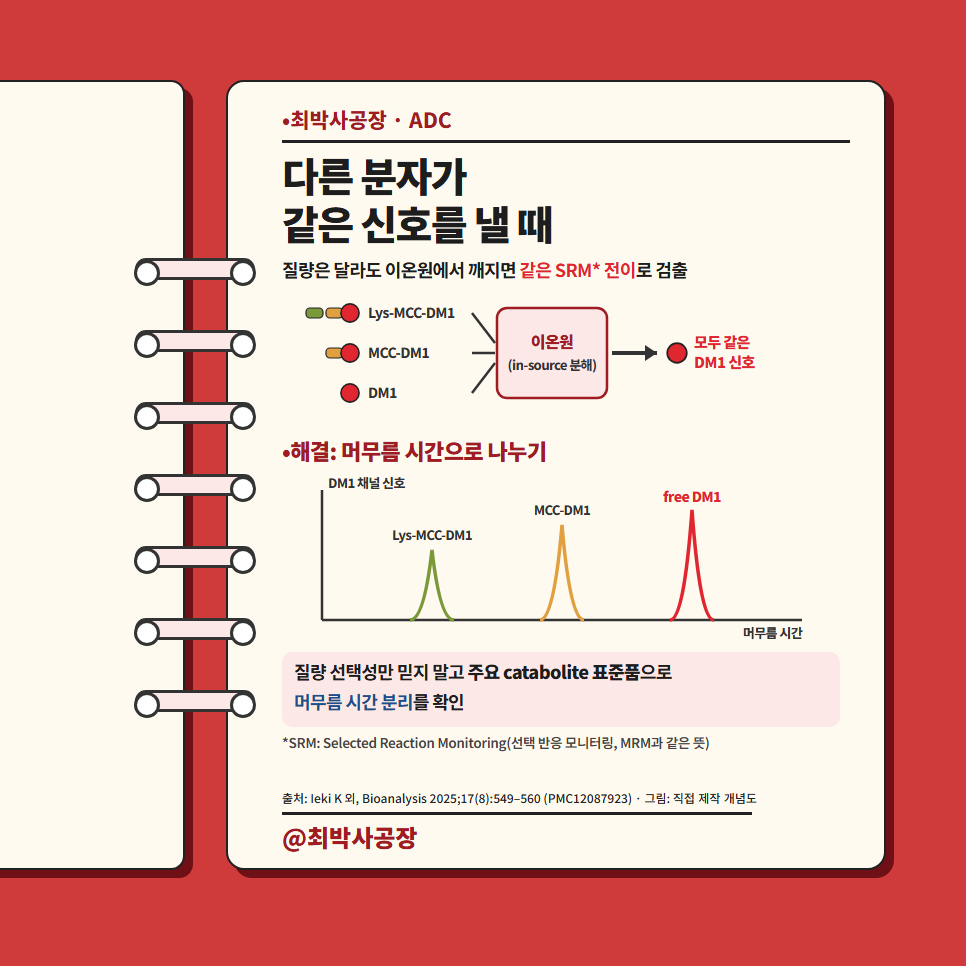 •최박사공장 · ADC
다른 분자가
같은 신호를 낼 때
질량은 달라도 이온원에서 깨지면 같은 SRM* 전이로 검출
Lys-MCC-DM1
MCC-DM1
DM1
이온원
(in-source 분해)
모두 같은
DM1 신호
•해결: 머무름 시간으로 나누기
DM1 채널 신호
Lys-MCC-DM1
MCC-DM1
free DM1
머무름 시간
질량 선택성만 믿지 말고 주요 catabolite 표준품으로
머무름 시간 분리를 확인
*SRM: Selected Reaction Monitoring(선택 반응 모니터링, MRM과 같은 뜻)
출처: Ieki K 외, Bioanalysis 2025;17(8):549–560 (PMC12087923) · 그림: 직접 제작 개념도
@최박사공장